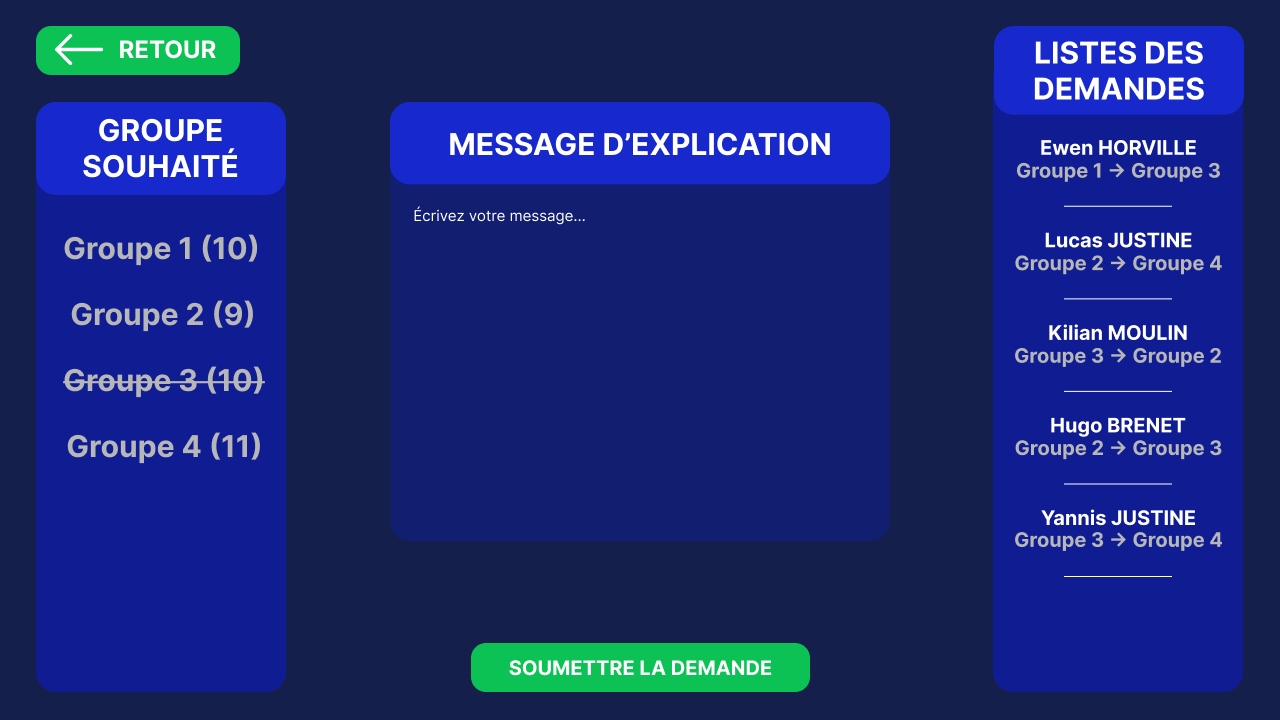 RETOUR
GROUPE
SOUHAITÉ
Groupe 1 (10)
Groupe 2 (9)
Groupe 3 (10)
Groupe 4 (11)
MESSAGE D’EXPLICATION
Écrivez votre message...
SOUMETTRE LA DEMANDE
LISTES DES
DEMANDES
Ewen HORVILLE
Groupe 1 → Groupe 3
Lucas JUSTINE
Groupe 2 → Groupe 4
Kilian MOULIN
Groupe 3 → Groupe 2
Hugo BRENET
Groupe 2 → Groupe 3
Yannis JUSTINE
Groupe 3 → Groupe 4